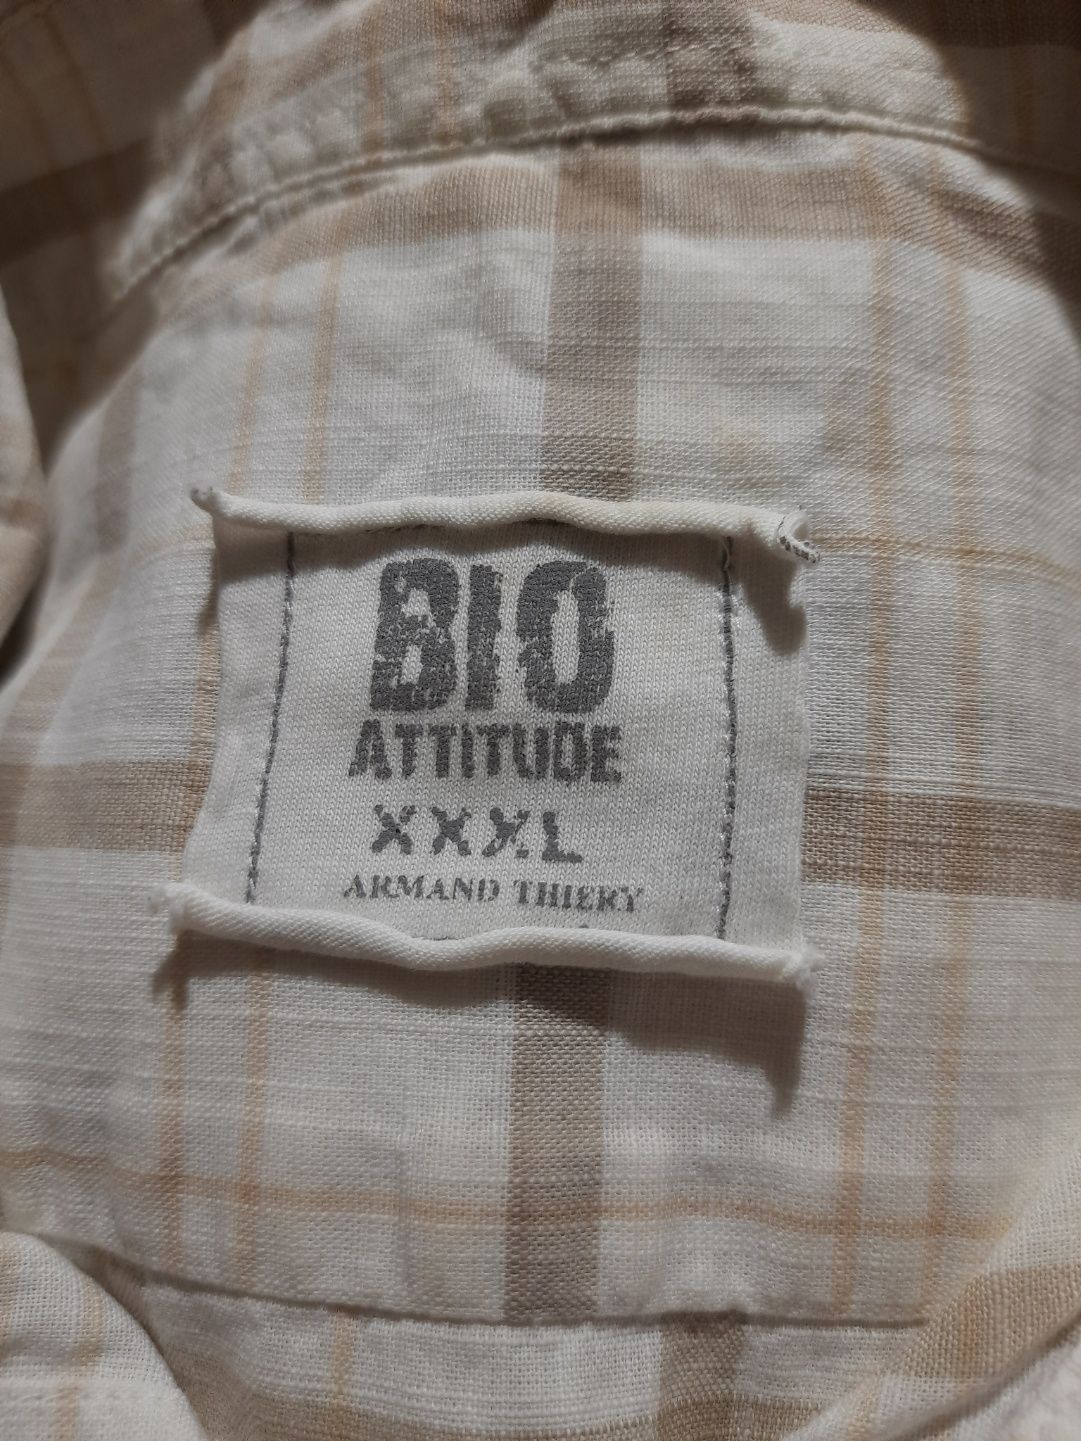 BIO
ATTITUDE
XXXL
ARMAND THIERY